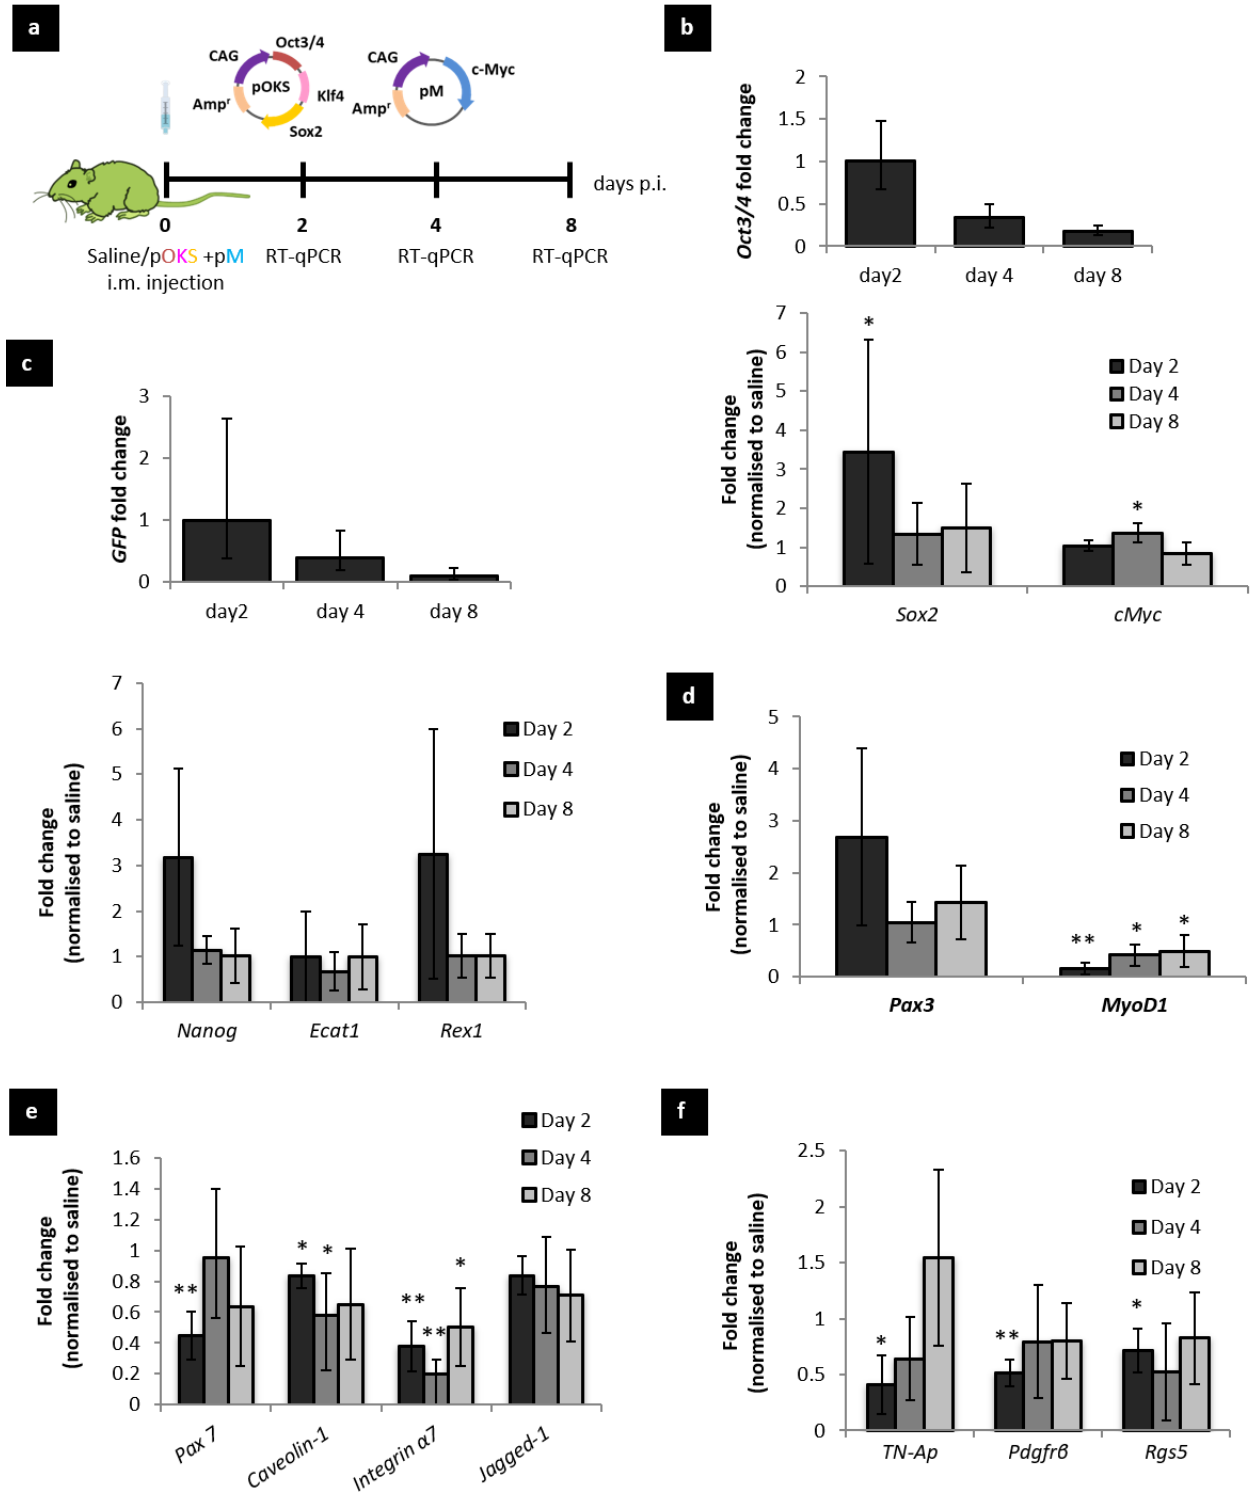 a
CAG
Oct3/4
pOKS
Klf4
Ampʳ
Sox2
CAG
c-Myc
pM
Ampʳ
days p.i.
0
2
4
8
Saline/pOKS +pM
i.m. injection
RT-qPCR
RT-qPCR
RT-qPCR
b
Oct3/4 fold change
2
1.5
1
0.5
0
day2
day 4
day 8
Fold change
(normalised to saline)
7
6
5
4
3
2
1
0
*
*
Day 2
Day 4
Day 8
Sox2
cMyc
c
GFP fold change
3
2
1
0
day2
day 4
day 8
Fold change
(normalised to saline)
7
6
5
4
3
2
1
0
Day 2
Day 4
Day 8
Nanog
Ecat1
Rex1
d
Fold change
(normalised to saline)
5
4
3
2
1
0
**
*
*
Day 2
Day 4
Day 8
Pax3
MyoD1
e
Fold change
(normalised to saline)
1.6
1.4
1.2
1
0.8
0.6
0.4
0.2
0
**
*
*
**
**
*
Day 2
Day 4
Day 8
Pax 7
Caveolin-1
Integrin α7
Jagged-1
f
Fold change
(normalised to saline)
2.5
2
1.5
1
0.5
0
*
**
*
Day 2
Day 4
Day 8
TN-Ap
Pdgfrβ
Rgs5